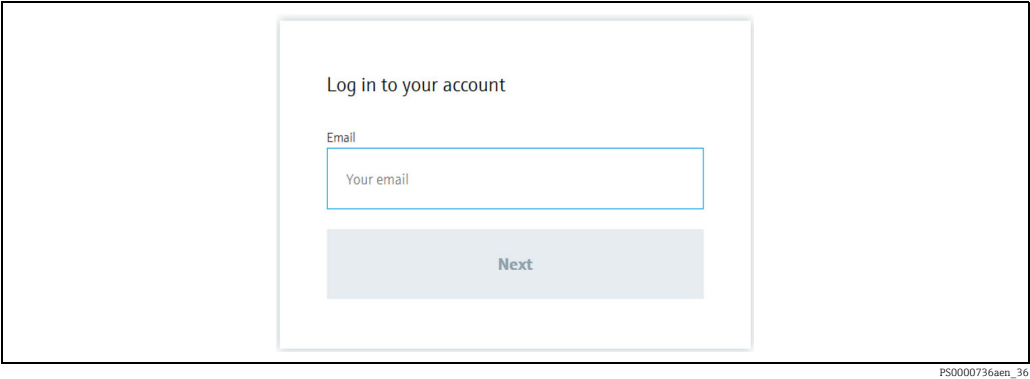 Log in to your account
Email
Your email
Next
PS0000736aen_36